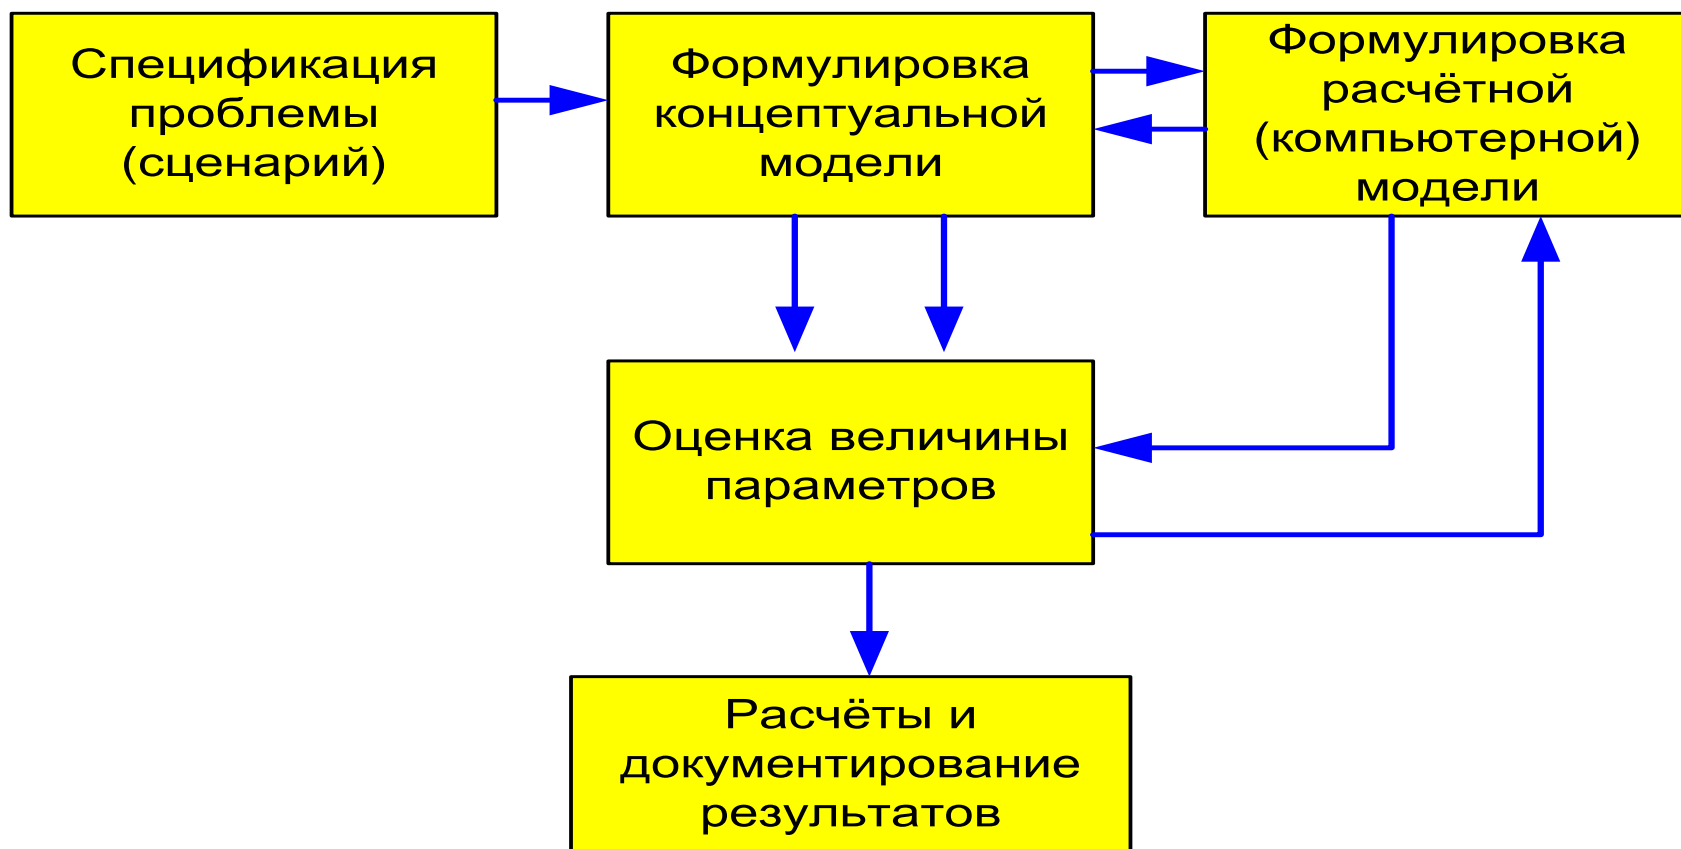 Спецификация
проблемы
(сценарий)
Формулировка
концептуальной
модели
Формулировка
расчётной
(компьютерной)
модели
Оценка величины
параметров
Расчёты и
документирование
результатов